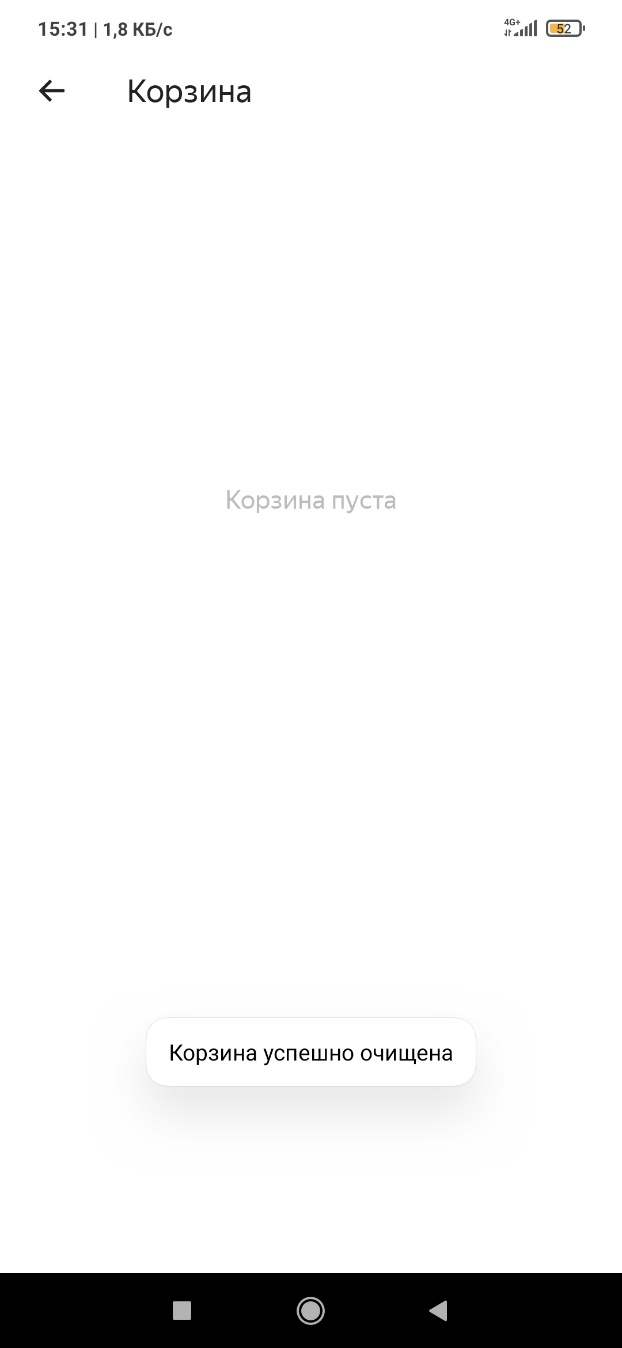 15:31 | 1,8 КБ/с 4G+ 52
Корзина
Корзина пуста
Корзина успешно очищена